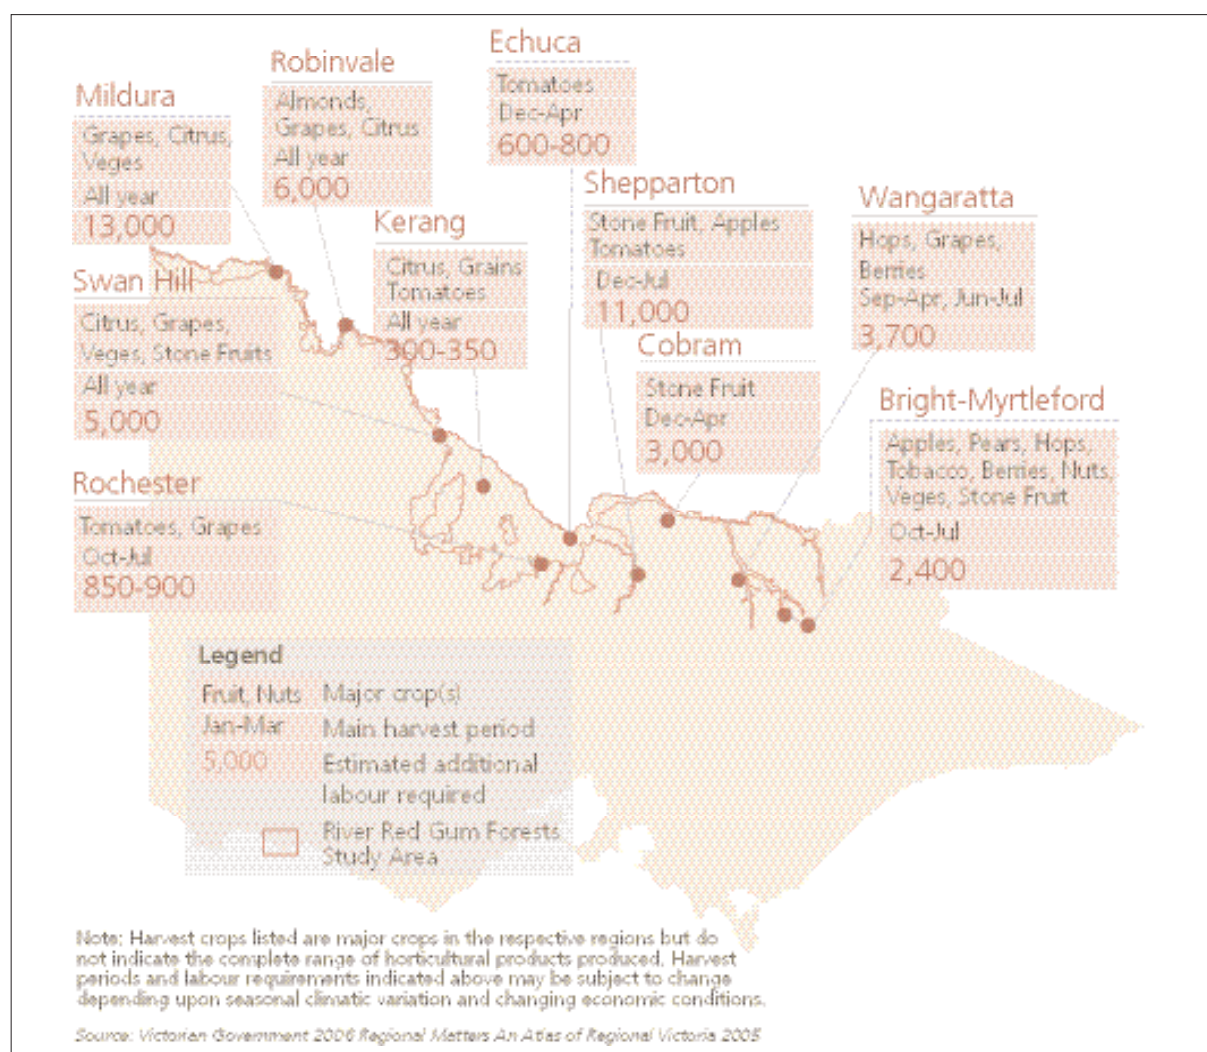 Echuca
Tomatoes
Dec-Apr
600-800
Robinvale
Almonds,
Grapes, Citrus
All year
6,000
Mildura
Grapes, Citrus,
Veges
All year
13,000
Shepparton
Stone Fruit, Apples
Tomatoes
Dec-Jul
11,000
Wangaratta
Hops, Grapes,
Berries
Sep-Apr, Jun-Jul
3,700
Kerang
Citrus, Grains
Tomatoes
All year
300-350
Swan Hill
Citrus, Grapes,
Veges, Stone Fruits
All year
5,000
Cobram
Stone Fruit
Dec-Apr
3,000
Bright-Myrtleford
Apples, Pears, Hops,
Tobacco, Berries, Nuts,
Veges, Stone Fruit
Oct-Jul
2,400
Rochester
Tomatoes, Grapes
Oct-Jul
850-900
Legend
Fruit, Nuts Major crop(s)
Jan-Mar Main harvest period
5,000 Estimated additional
labour required
River Red Gum Forests
Study Area
Note: Harvest crops listed are major crops in the respective regions but do
not indicate the complete range of horticultural products produced. Harvest
periods and labour requirements indicated above may be subject to change
depending upon seasonal climatic variation and changing economic conditions.
Source: Victorian Government 2006 Regional Matters An Atlas of Regional Victoria 2005